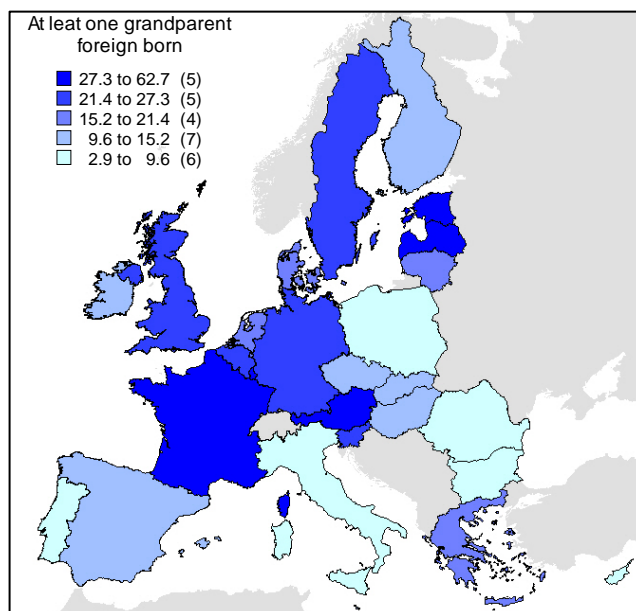 At leat one grandparent
foreign born
27.3 to 62.7 (5)
21.4 to 27.3 (5)
15.2 to 21.4 (4)
9.6 to 15.2 (7)
2.9 to 9.6 (6)